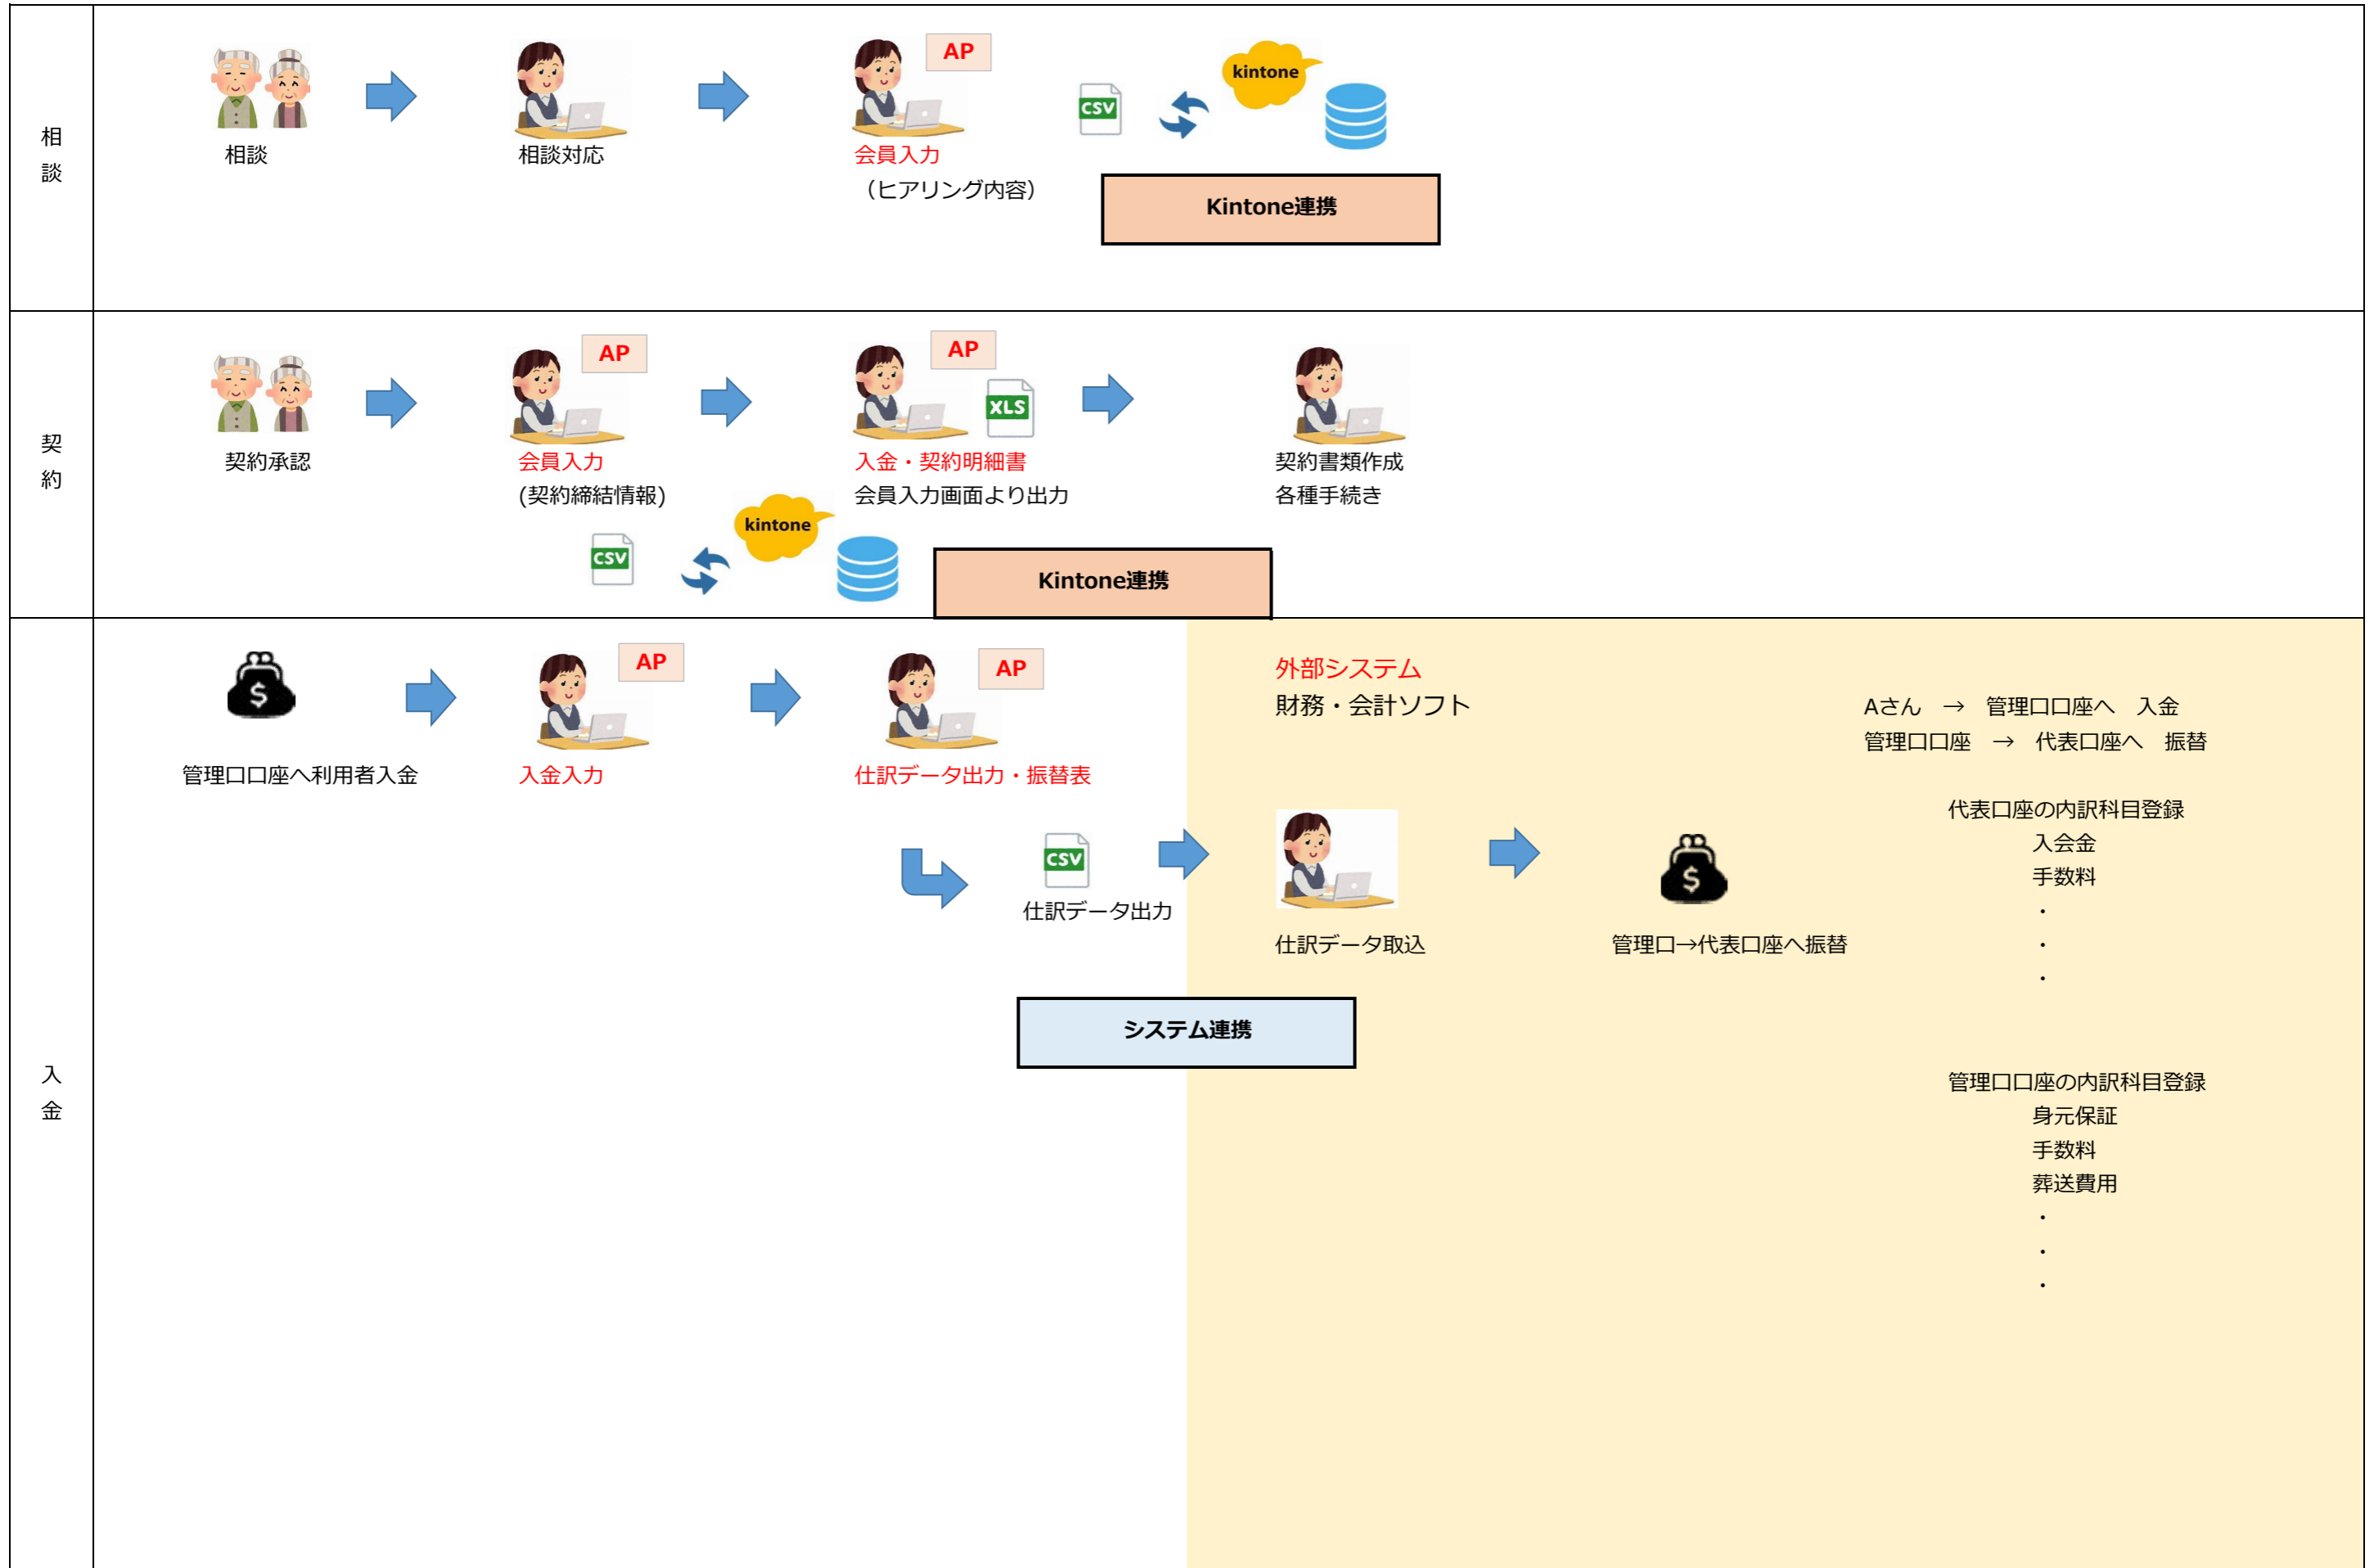 相
談
AP
CSV
kintone
相談
相談対応
会員入力
（ヒアリング内容）
Kintone連携
契
約
AP
AP
XLS
契約承認
会員入力
(契約締結情報)
入金・契約明細書
会員入力画面より出力
契約書類作成
各種手続き
CSV
kintone
Kintone連携
入
金
AP
AP
管理口口座へ利用者入金
入金入力
仕訳データ出力・振替表
外部システム
財務・会計ソフト
Aさん　→　管理口口座へ　入金
管理口口座　→　代表口座へ　振替
CSV
仕訳データ出力
仕訳データ取込
管理口→代表口座へ振替
代表口座の内訳科目登録
入会金
手数料
・
・
・
システム連携
管理口口座の内訳科目登録
身元保証
手数料
葬送費用
・
・
・